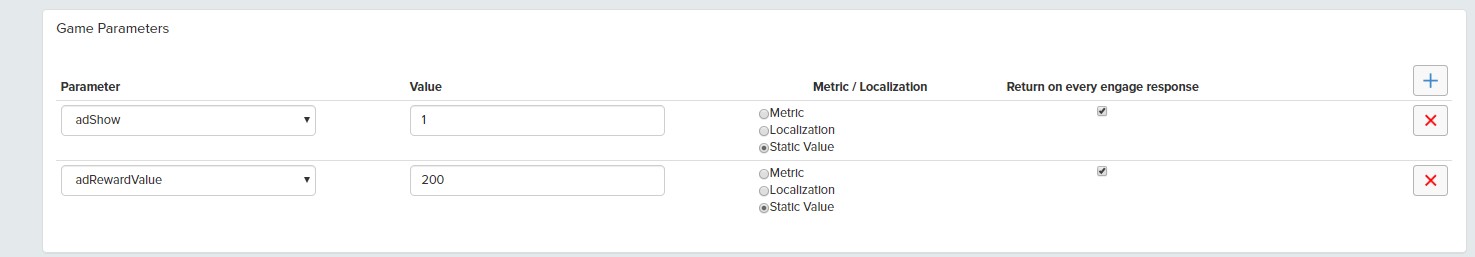 Game Parameters
Parameter Value Metric / Localization Return on every engage response
adShow 1 Metric
Localization
Static Value
adRewardValue 200 Metric
Localization
Static Value